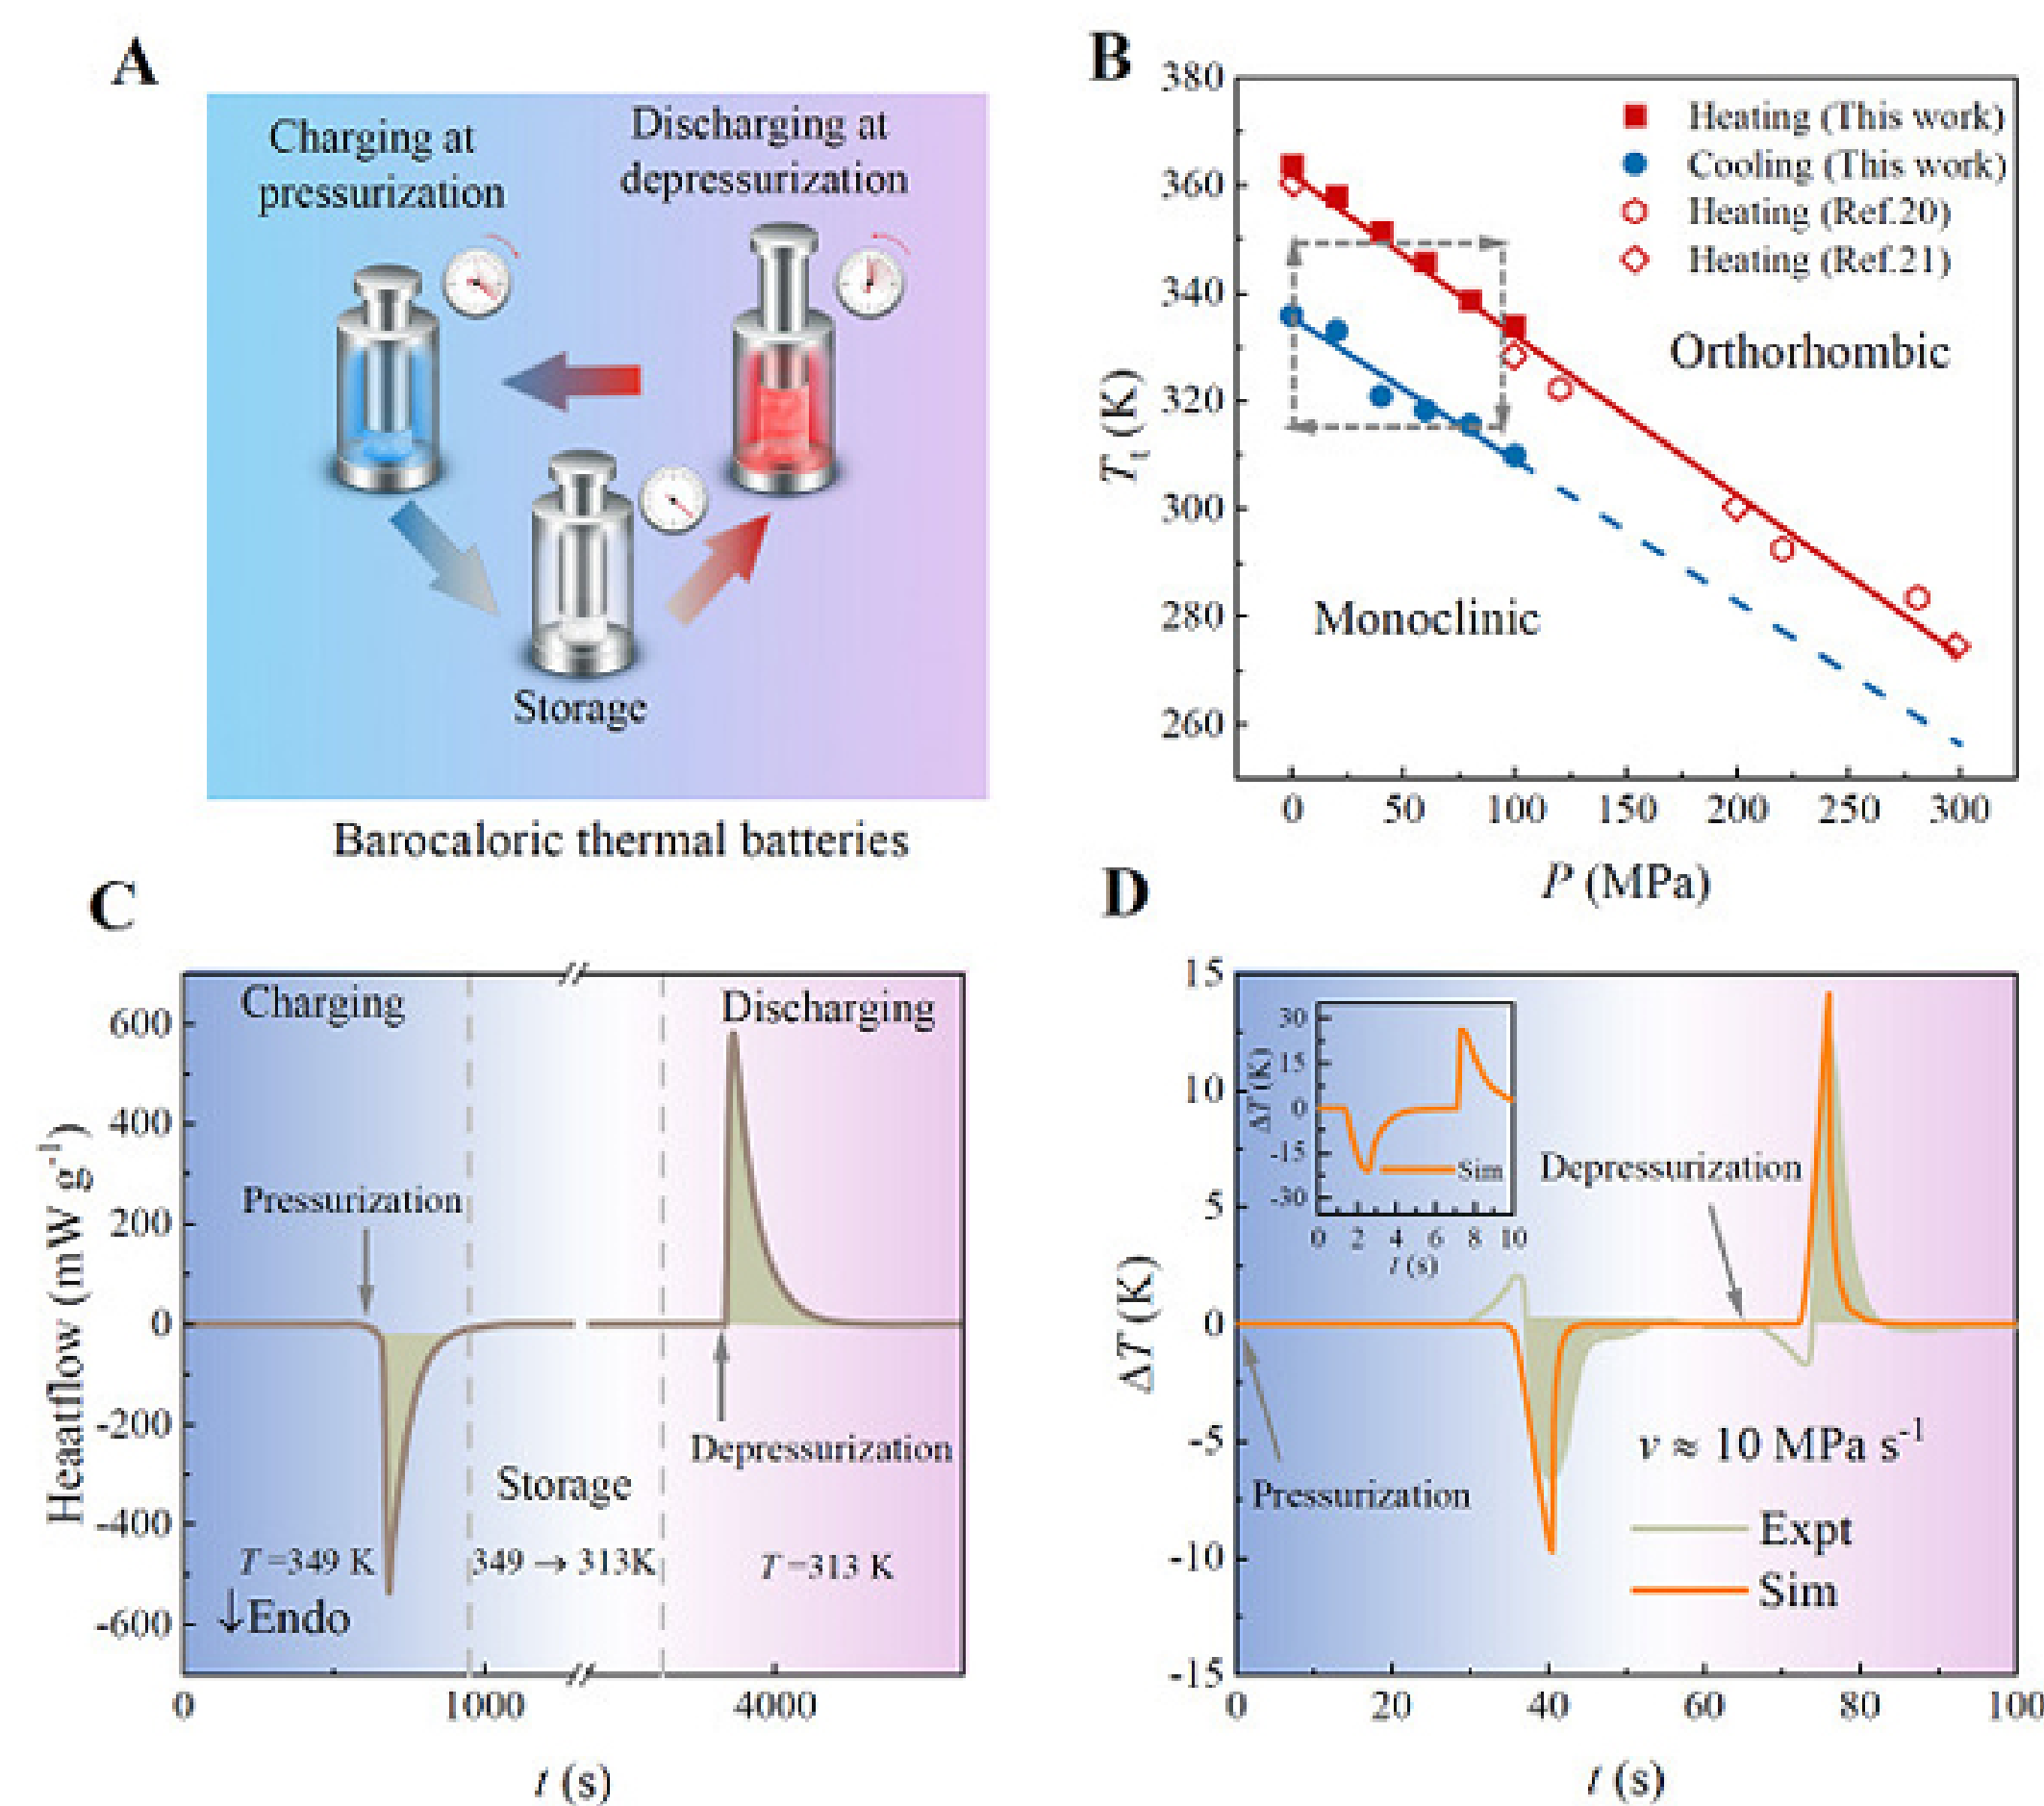 A
Charging at
pressurization
Discharging at
depressurization
Storage
Barocaloric thermal batteries
B
380
360
340
320
300
280
260
T_t (K)
Heating (This work)
Cooling (This work)
Heating (Ref.20)
Heating (Ref.21)
Orthorhombic
Monoclinic
0 50 100 150 200 250 300
P (MPa)
C
600
400
200
0
-200
-400
-600
Heaatflow (mW g⁻¹)
Charging
Discharging
Pressurization
Depressurization
Storage
T =349 K
349 → 313K
T=313 K
↓Endo
0 1000 4000
t (s)
D
15
10
5
0
-5
-10
-15
ΔT (K)
30
15
0
-15
-30
ΔT (K)
Sim
0 2 4 6 8 10
t (s)
Depressurization
Pressurization
v ≈ 10 MPa s⁻¹
Expt
Sim
0 20 40 60 80 100
t (s)